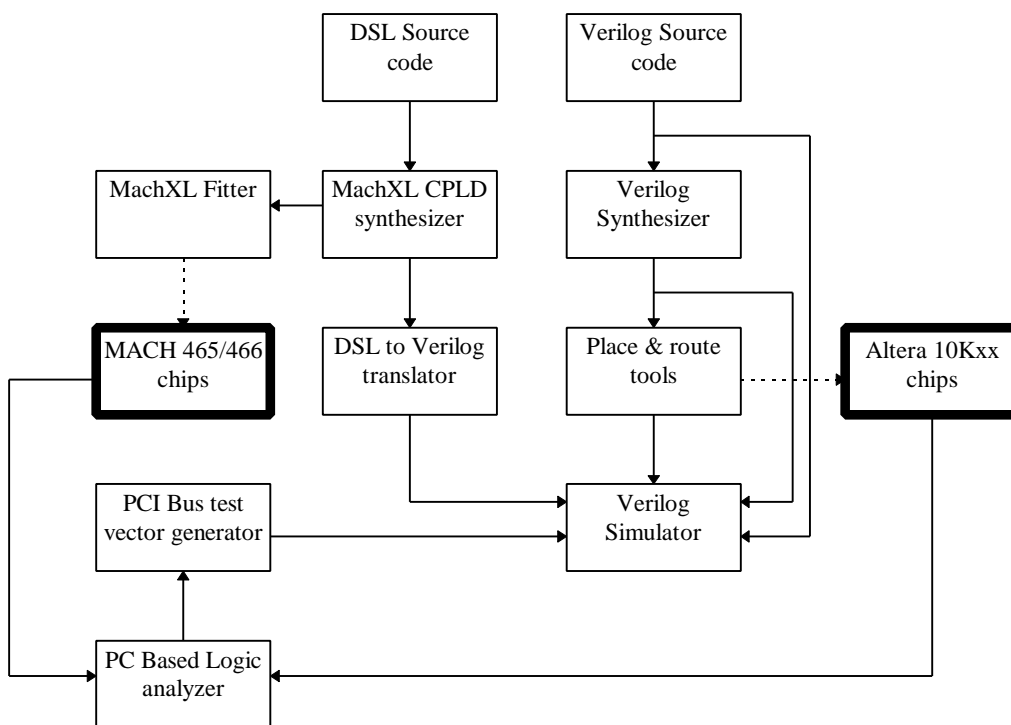 DSL Source
code
Verilog Source
code
MachXL Fitter
MachXL CPLD
synthesizer
Verilog
Synthesizer
MACH 465/466
chips
DSL to Verilog
translator
Place & route
tools
Altera 10Kxx
chips
PCI Bus test
vector generator
Verilog
Simulator
PC Based Logic
analyzer